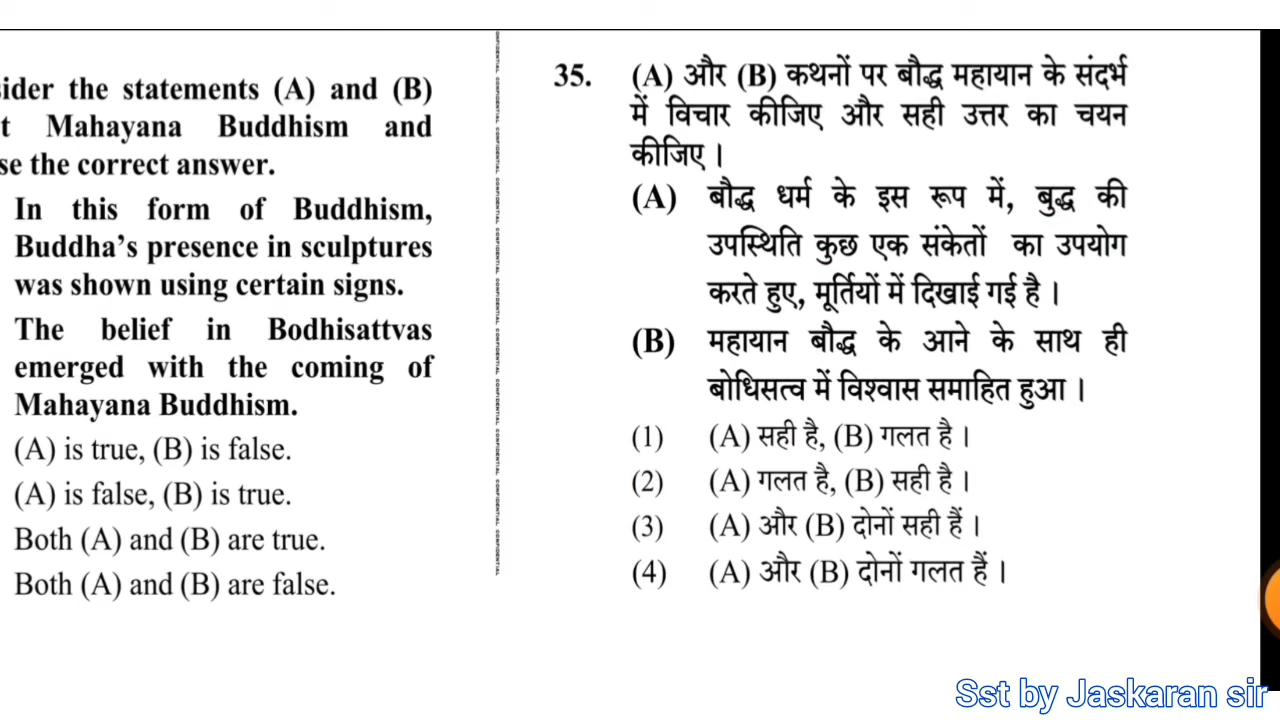 sider the statements (A) and (B)
t Mahayana Buddhism and
se the correct answer.
In this form of Buddhism,
Buddha's presence in sculptures
was shown using certain signs.
The belief in Bodhisattvas
emerged with the coming of
Mahayana Buddhism.
(A) is true, (B) is false.
(A) is false, (B) is true.
Both (A) and (B) are true.
Both (A) and (B) are false.
35. (A) और (B) कथनों पर बौद्ध महायान के संदर्भ
में विचार कीजिए और सही उत्तर का चयन
कीजिए।
(A) बौद्ध धर्म के इस रूप में, बुद्ध की
उपस्थिति कुछ एक संकेतों का उपयोग
करते हुए, मूर्तियों में दिखाई गई है।
(B) महायान बौद्ध के आने के साथ ही
बोधिसत्व में विश्वास समाहित हुआ।
(1) (A) सही है, (B) गलत है।
(2) (A) गलत है, (B) सही है।
(3) (A) और (B) दोनों सही हैं।
(4) (A) और (B) दोनों गलत हैं।
Sst by Jaskaran sir